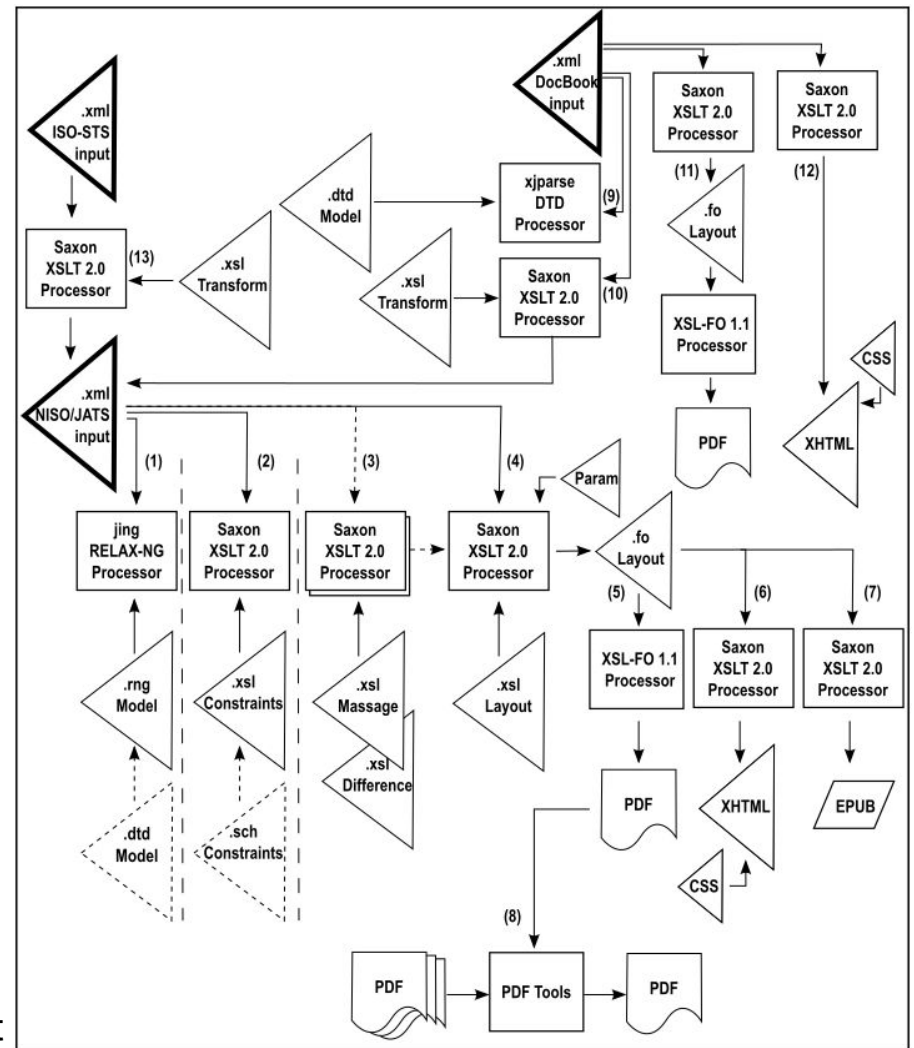 .xml
ISO-STS
input
.xml
DocBook
input
Saxon
XSLT 2.0
Processor
(11)
Saxon
XSLT 2.0
Processor
(12)
.dtd
Model
xjparse
DTD
Processor
(9)
.fo
Layout
Saxon
XSLT 2.0
Processor
(13)
.xsl
Transform
.xsl
Transform
Saxon
XSLT 2.0
Processor
(10)
XSL-FO 1.1
Processor
CSS
.xml
NISO/JATS
input
PDF
XHTML
(1)
(2)
(3)
(4)
Param
jing
RELAX-NG
Processor
Saxon
XSLT 2.0
Processor
Saxon
XSLT 2.0
Processor
Saxon
XSLT 2.0
Processor
.fo
Layout
(5)
(6)
(7)
.rng
Model
.xsl
Constraints
.xsl
Massage
.xsl
Difference
.xsl
Layout
XSL-FO 1.1
Processor
Saxon
XSLT 2.0
Processor
Saxon
XSLT 2.0
Processor
.dtd
Model
.sch
Constraints
PDF
XHTML
EPUB
CSS
(8)
PDF
PDF Tools
PDF